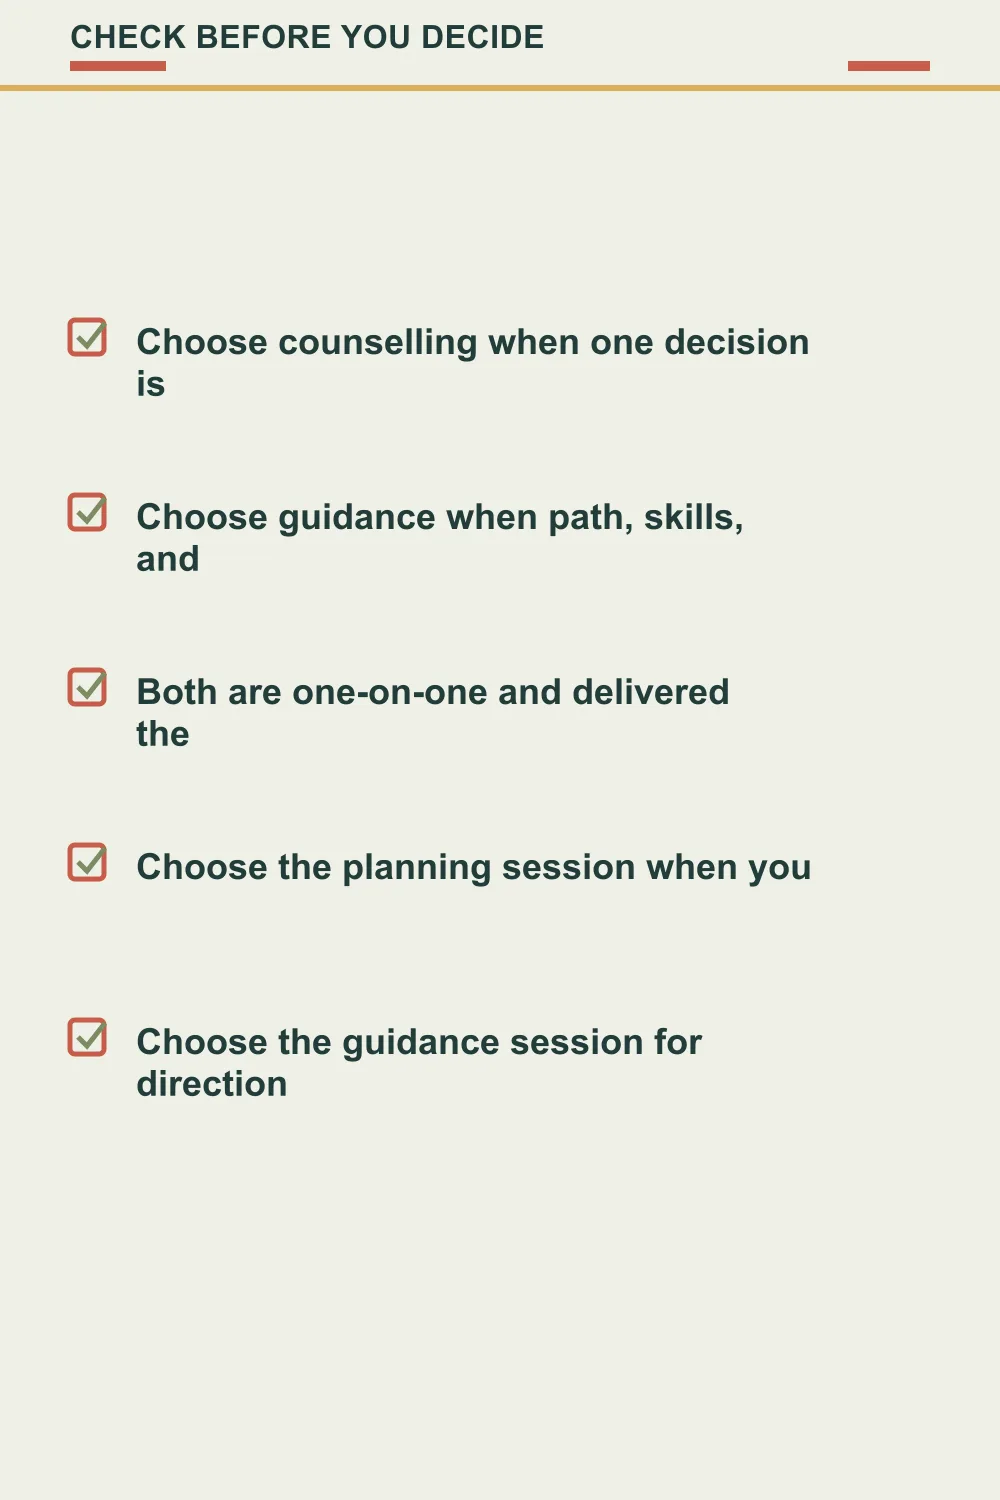 CHECK BEFORE YOU DECIDE
Choose counselling when one decision
is
Choose guidance when path, skills,
and
Both are one-on-one and delivered
the
Choose the planning session when you
Choose the guidance session for
direction